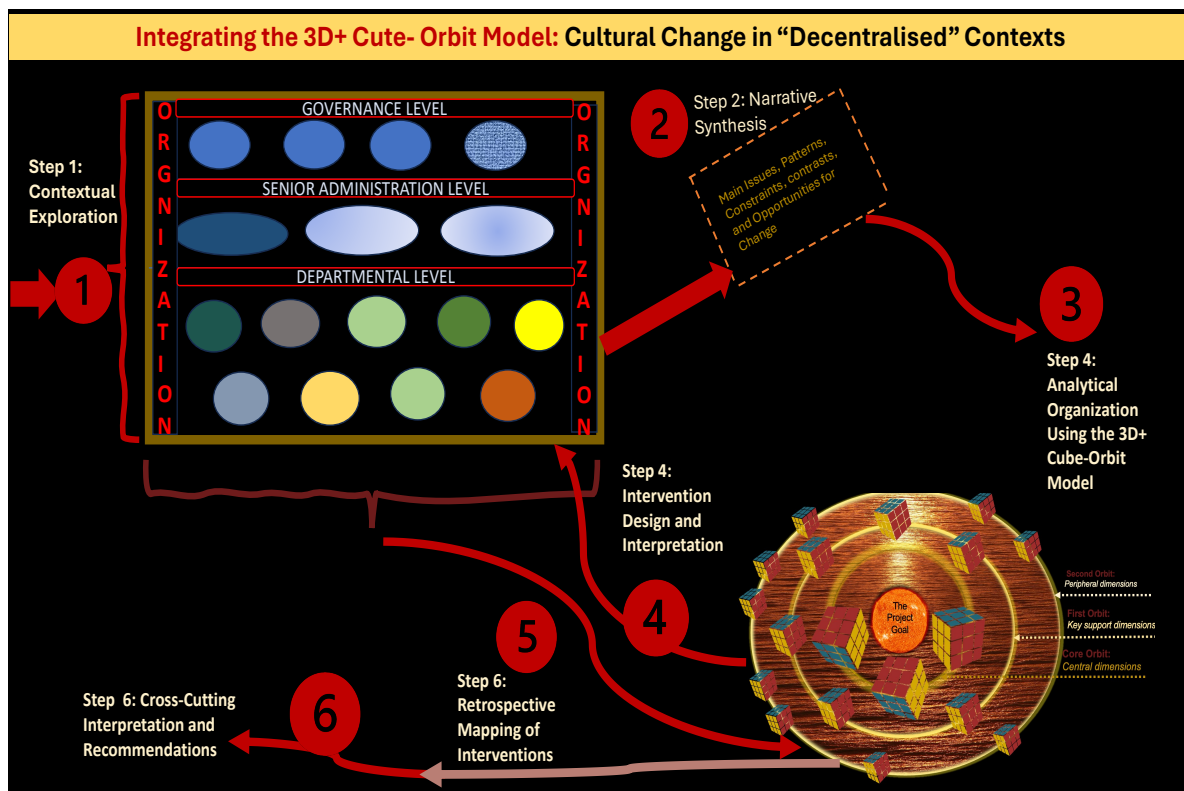 Integrating the 3D+ Cute- Orbit Model: Cultural Change in “Decentralised” Contexts
Step 1:
Contextual
Exploration
1
O
R
G
N
I
Z
A
T
I
O
N
GOVERNANCE LEVEL
SENIOR ADMINISTRATION LEVEL
DEPARTMENTAL LEVEL
O
R
G
N
I
Z
A
T
I
O
N
2
Step 2: Narrative
Synthesis
Main Issues, Patterns,
Constraints, contrasts,
and Opportunities for
Change
3
Step 4:
Analytical
Organization
Using the 3D+
Cube-Orbit
Model
Step 4:
Intervention
Design and
Interpretation
4
The
Project
Goal
Second Orbit:
Peripheral dimensions
First Orbit:
Key support dimensions
Core Orbit:
Central dimensions
5
Step 6:
Retrospective
Mapping of
Interventions
6
Step  6: Cross-Cutting
Interpretation and
Recommendations